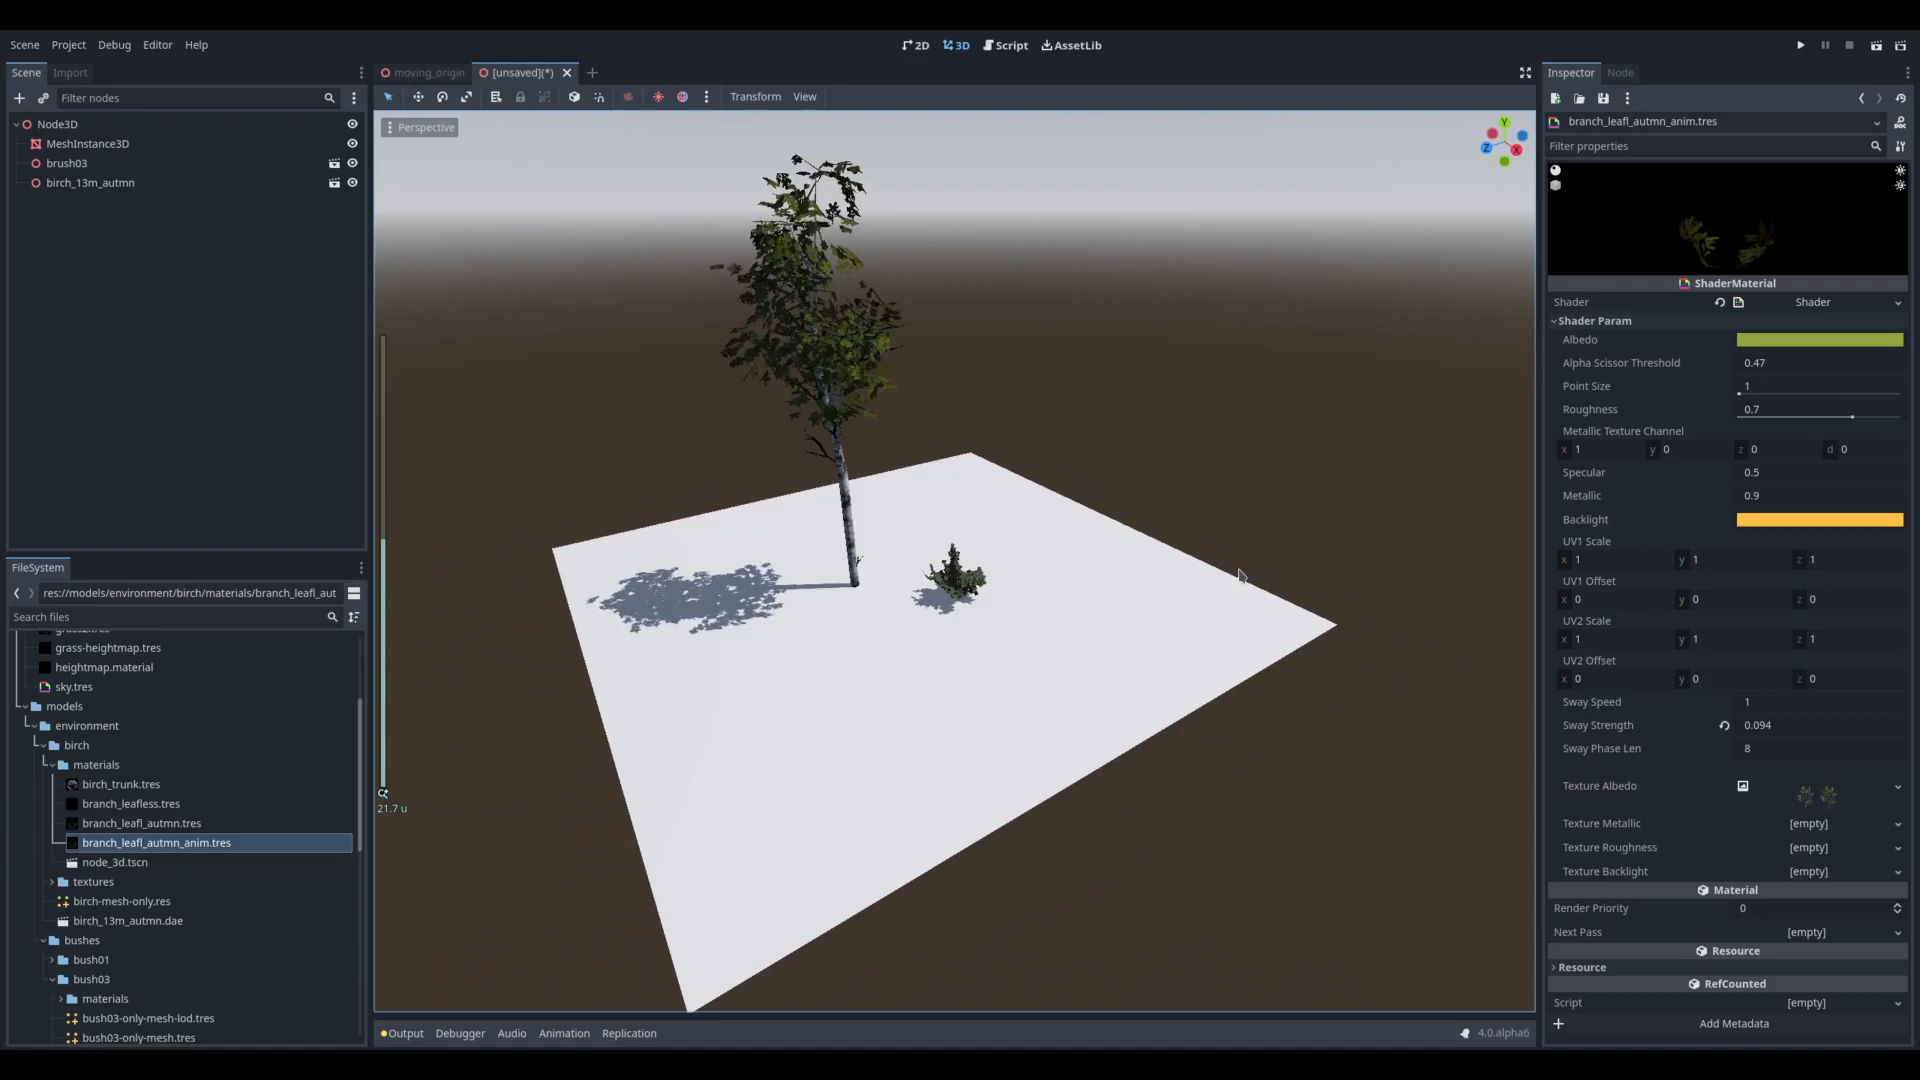 Scene Project Debug Editor Help
2D 3D Script AssetLib
Scene Import
moving_origin [unsaved](*)
Inspector Node
Filter nodes
Transform View
branch_leafl_autmn_anim.tres
Filter properties
Node3D
MeshInstance3D
brush03
birch_13m_autmn
Perspective
Y
Z
X
ShaderMaterial
Shader Shader
Shader Param
Albedo
Alpha Scissor Threshold 0.47
Point Size 1
Roughness 0.7
Metallic Texture Channel
x 1 y 0 z 0 d 0
Specular 0.5
Metallic 0.9
Backlight
UV1 Scale
x 1 y 1 z 1
UV1 Offset
x 0 y 0 z 0
UV2 Scale
x 1 y 1 z 1
UV2 Offset
x 0 y 0 z 0
Sway Speed 1
Sway Strength 0.094
Sway Phase Len 8
Texture Albedo
Texture Metallic [empty]
Texture Roughness [empty]
Texture Backlight [empty]
Material
Render Priority 0
Next Pass [empty]
Resource
Resource
RefCounted
Script [empty]
Add Metadata
21.7 u
FileSystem
res://models/environment/birch/materials/branch_leafl_aut
Search files
grass-heightmap.tres
heightmap.material
sky.tres
models
environment
birch
materials
birch_trunk.tres
branch_leafless.tres
branch_leafl_autmn.tres
branch_leafl_autmn_anim.tres
node_3d.tscn
textures
birch-mesh-only.res
birch_13m_autmn.dae
bushes
bush01
bush03
materials
bush03-only-mesh-lod.tres
bush03-only-mesh.tres
Output Debugger Audio Animation Replication
4.0.alpha6